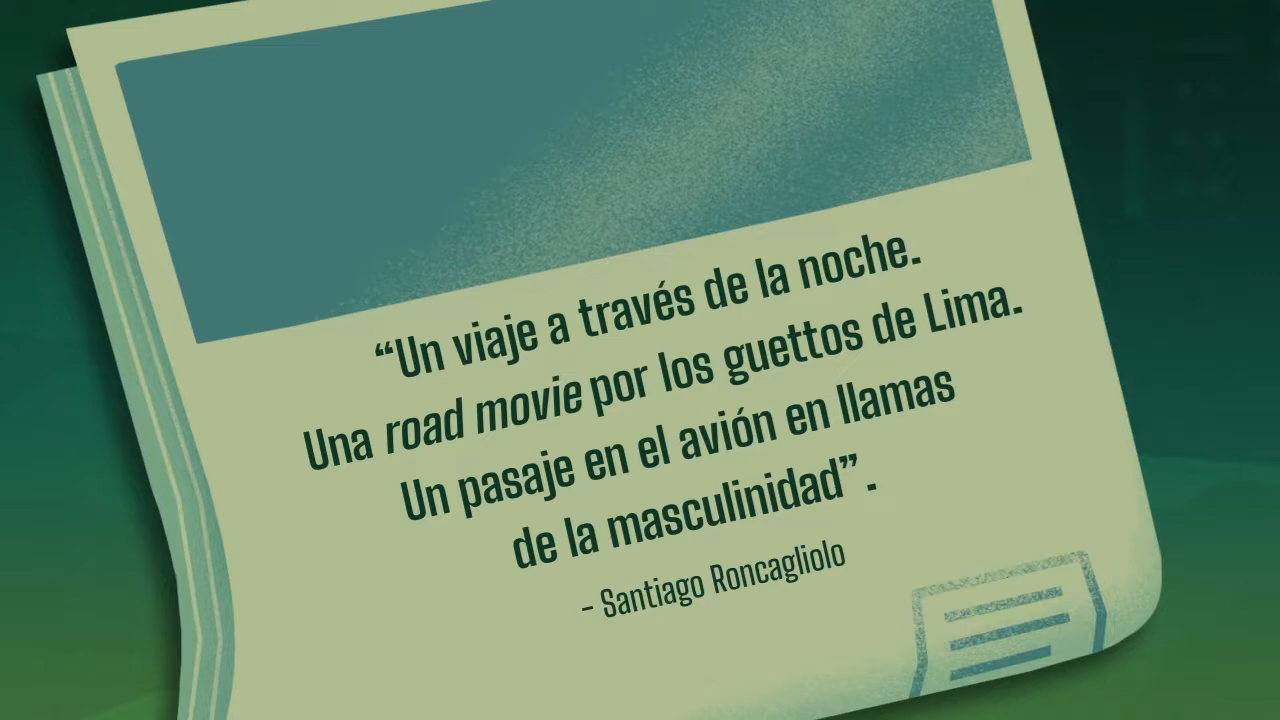 “Un viaje a través de la noche.
Una road movie por los guettos de Lima.
Un pasaje en el avión en llamas
de la masculinidad” .
- Santiago Roncagliolo